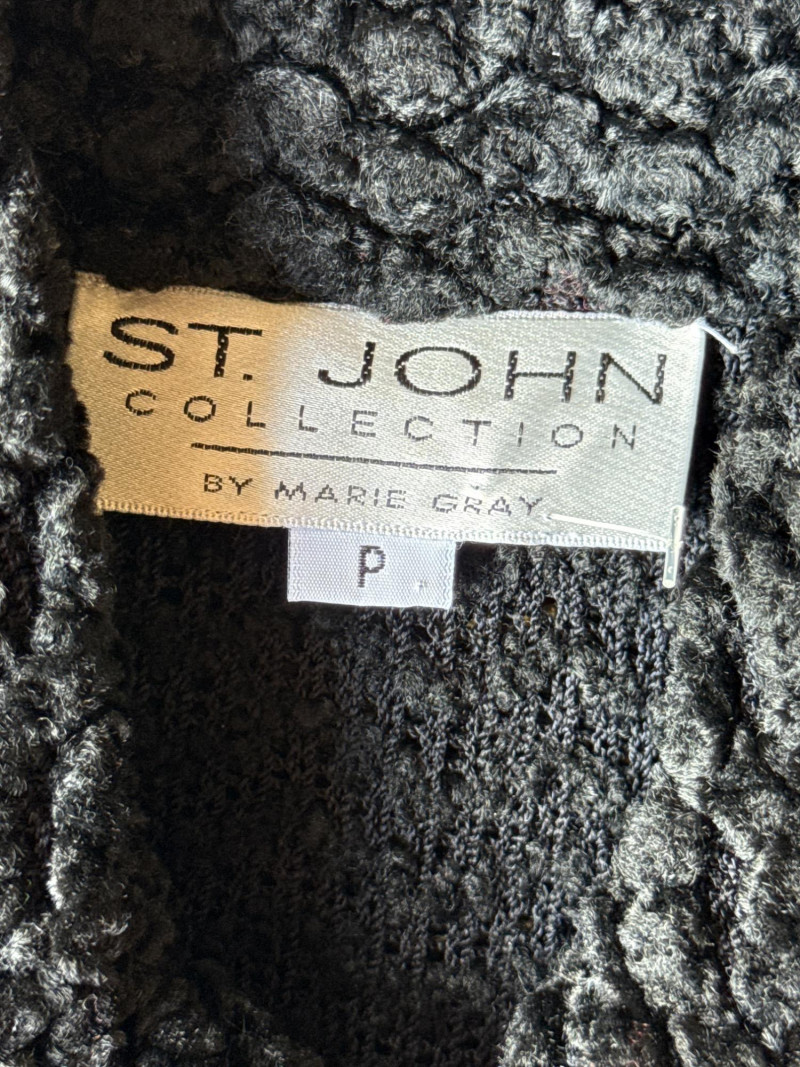 ST. JOHN
COLLECTION
BY MARIE GRAY
P